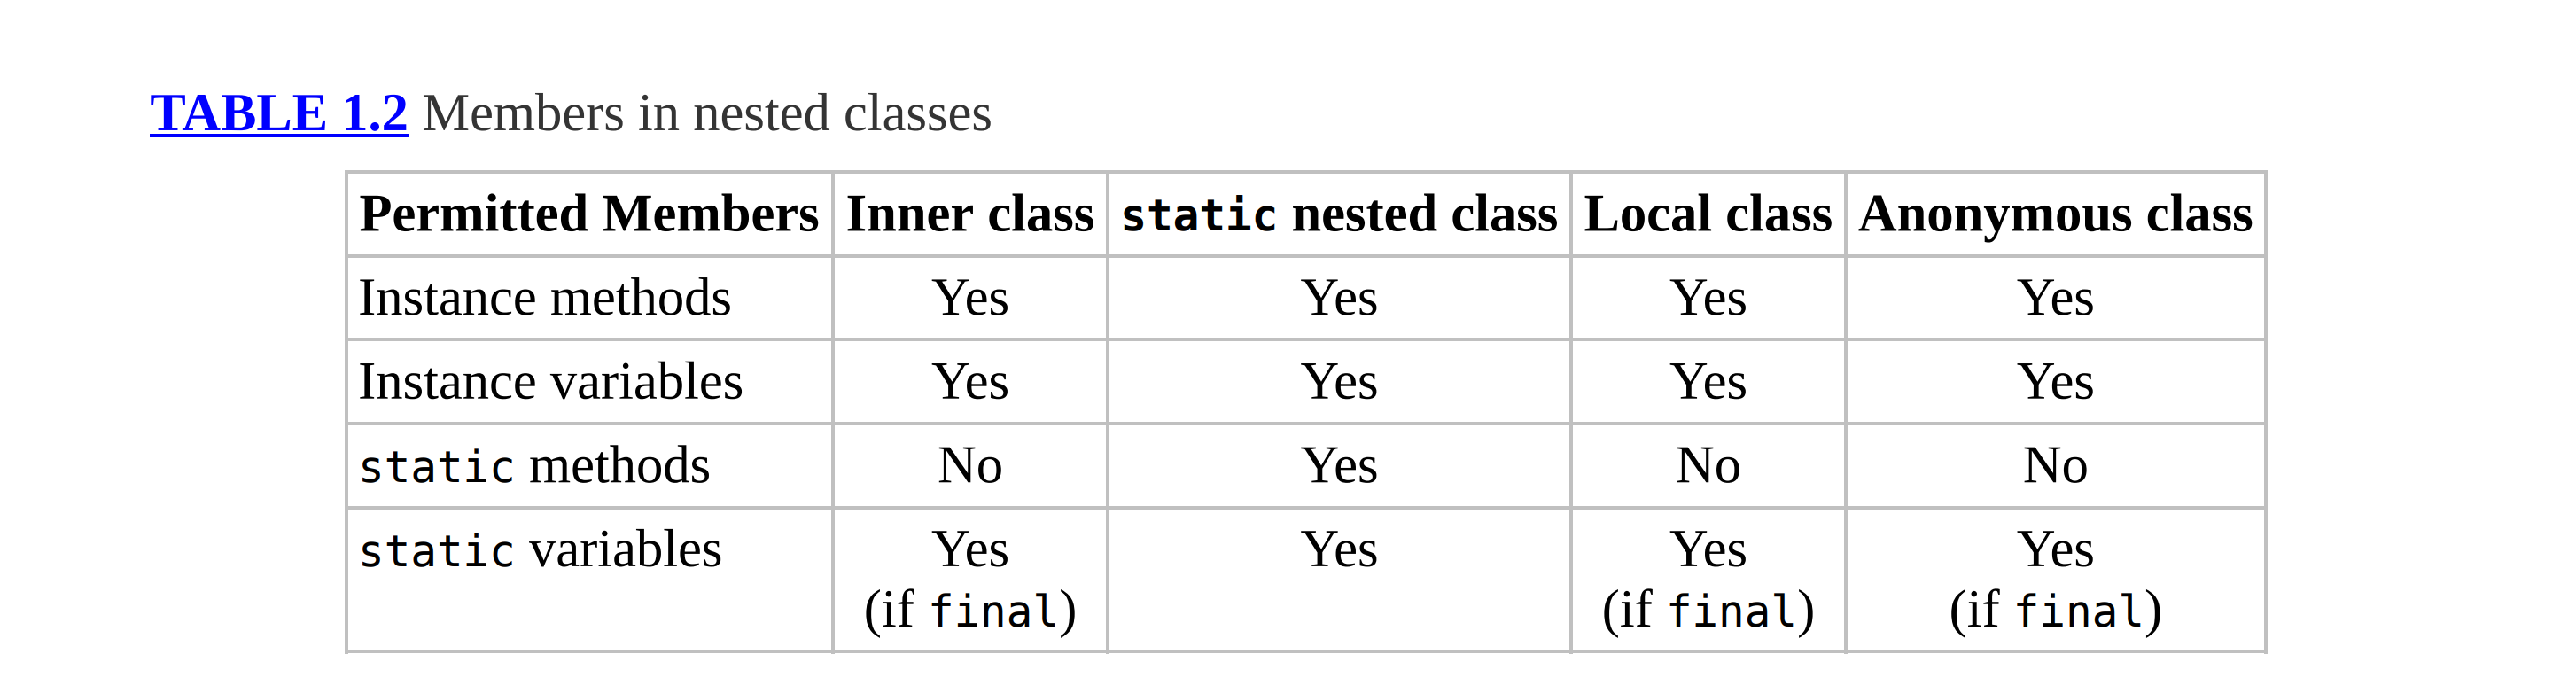 TABLE 1.2 Members in nested classes
Permitted Members Inner class static nested class Local class Anonymous class
Instance methods Yes Yes Yes Yes
Instance variables Yes Yes Yes Yes
static methods No Yes No No
static variables Yes Yes Yes Yes
(if final) (if final) (if final)